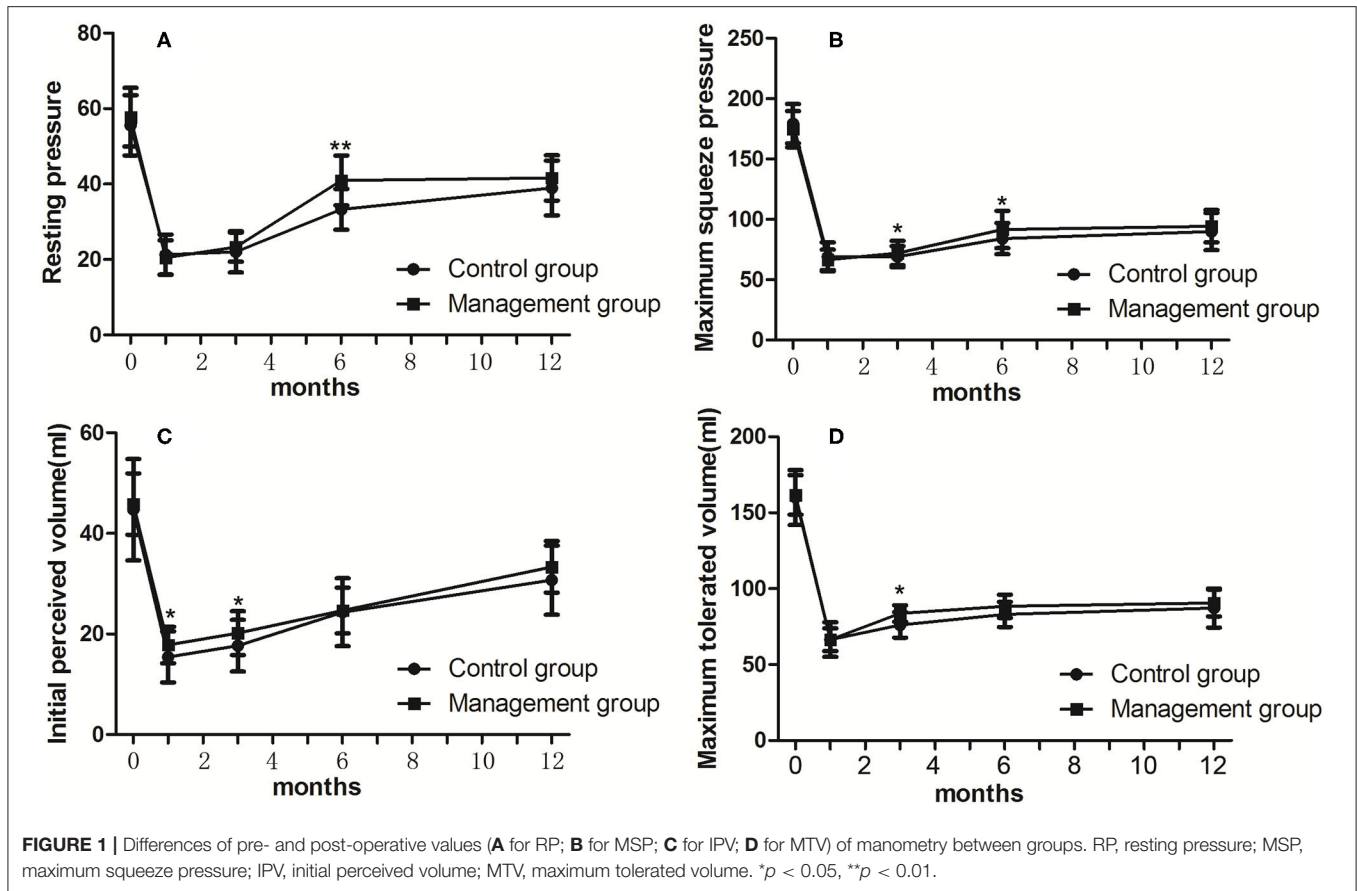 A
Resting pressure
80
60
40
20
0
**
Control group
Management group
0 2 4 6 8 10 12
months
B
Maximum squeeze pressure
250
200
150
100
50
0
* *
Control group
Management group
0 2 4 6 8 10 12
months
C
Initial perceived volume(ml)
60
40
20
0
* *
Control group
Management group
0 2 4 6 8 10 12
months
D
Maximum tolerated volume(ml)
200
150
100
50
0
*
Control group
Management group
0 2 4 6 8 10 12
months
FIGURE 1 | Differences of pre- and post-operative values (A for RP; B for MSP; C for IPV; D for MTV) of manometry between groups. RP, resting pressure; MSP,
maximum squeeze pressure; IPV, initial perceived volume; MTV, maximum tolerated volume. *p < 0.05, **p < 0.01.